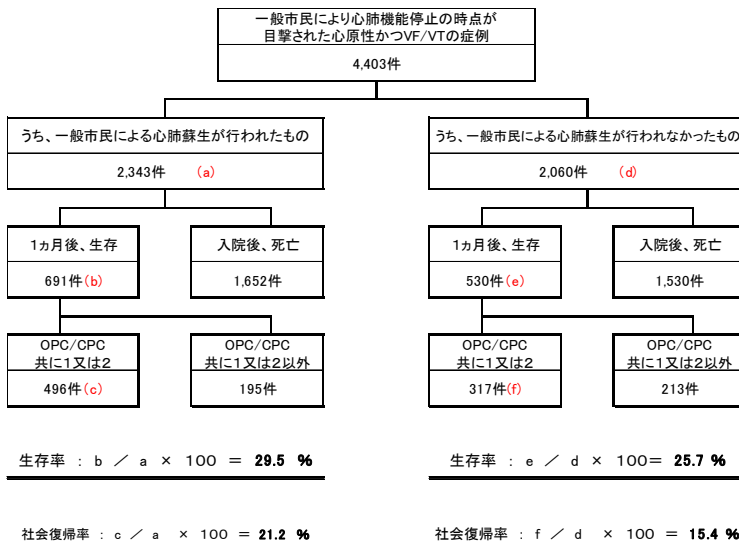 一般市民により心肺機能停止の時点が
目撃された心原性かつVF/VTの症例
4,403件
うち、一般市民による心肺蘇生が行われたもの
2,343件 (a)
うち、一般市民による心肺蘇生が行われなかったもの
2,060件 (d)
1ヵ月後、生存
691件(b)
入院後、死亡
1,652件
1ヵ月後、生存
530件(e)
入院後、死亡
1,530件
OPC/CPC
共に1又は2
496件(c)
OPC/CPC
共に1又は2以外
195件
OPC/CPC
共に1又は2
317件(f)
OPC/CPC
共に1又は2以外
213件
生存率 : b ／ a × 100 = 29.5 %
生存率 : e ／ d × 100= 25.7 %
社会復帰率 : c ／ a × 100 = 21.2 %
社会復帰率 : f ／ d × 100 = 15.4 %